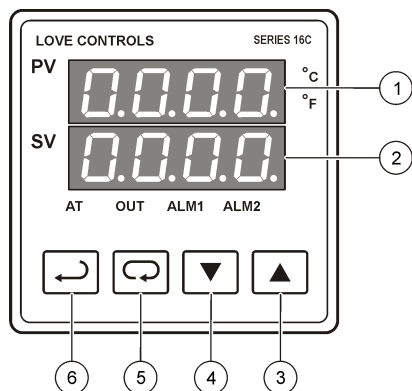 LOVE CONTROLS SERIES 16C
PV 0.0.0.0. °C
°F
1
SV 0.0.0.0.
2
AT OUT ALM1 ALM2
6 5 4 3